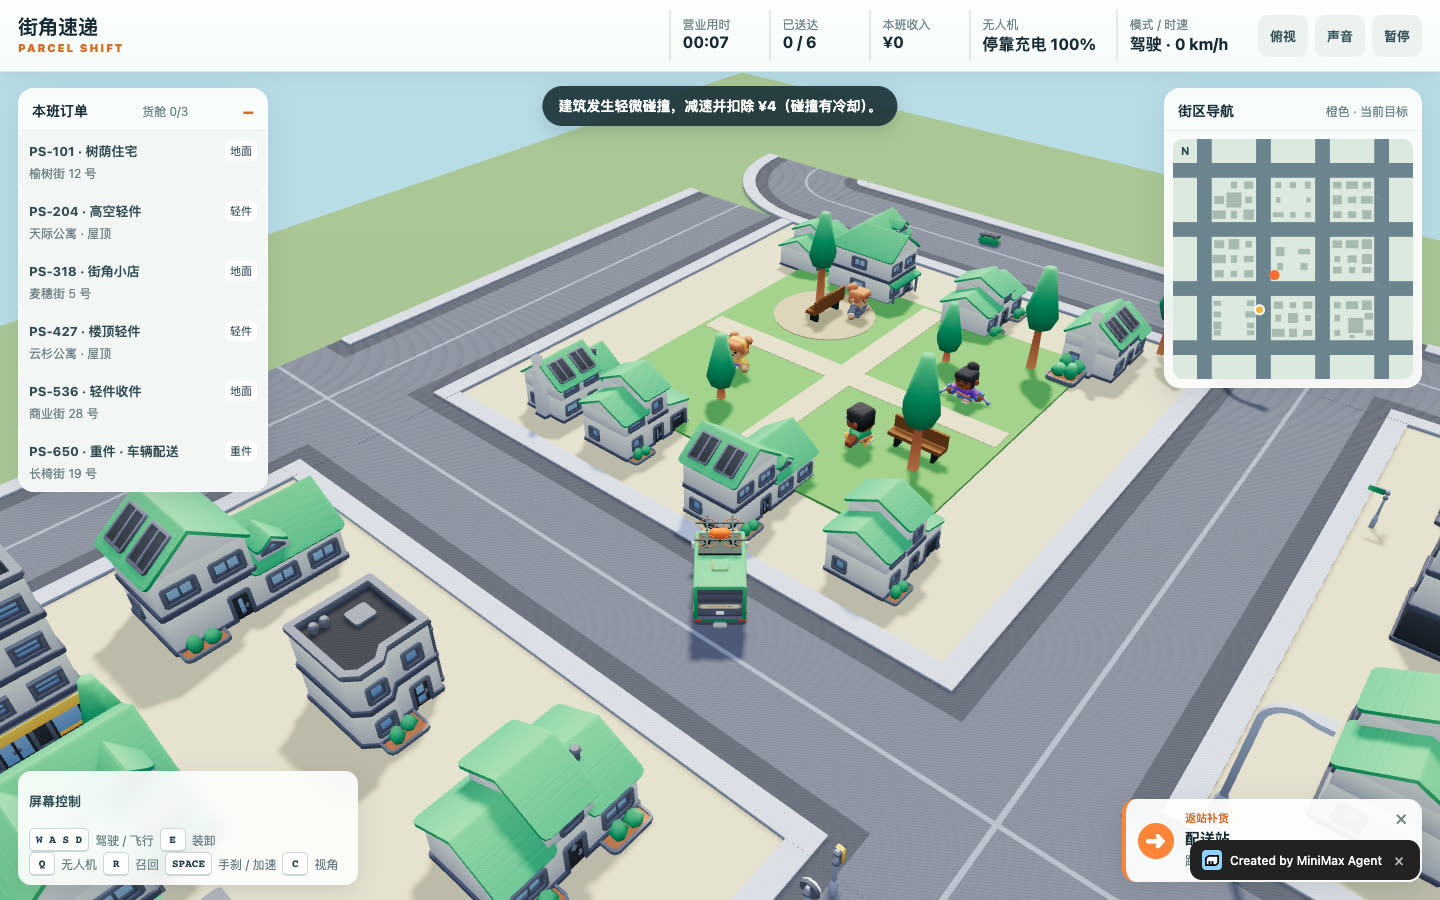 街角速递
PARCEL SHIFT
营业用时
00:07
已送达
0 / 6
本班收入
¥0
无人机
停靠充电 100%
模式 / 时速
驾驶 · 0 km/h
俯视
声音
暂停
本班订单
货舱 0/3
PS-101 · 树荫住宅
地面
榆树街 12 号
PS-204 · 高空轻件
轻件
天际公寓 · 屋顶
PS-318 · 街角小店
地面
麦穗街 5 号
PS-427 · 楼顶轻件
轻件
云杉公寓 · 屋顶
PS-536 · 轻件收件
地面
商业街 28 号
PS-650 · 重件 · 车辆配送
重件
长椅街 19 号
建筑发生轻微碰撞，减速并扣除 ¥4（碰撞有冷却）。
街区导航
橙色 · 当前目标
N
屏幕控制
W A S D 驾驶 / 飞行 E 装卸
Q 无人机 R 召回 SPACE 手刹 / 加速 C 视角
返站补货
配送站
Created by MiniMax Agent